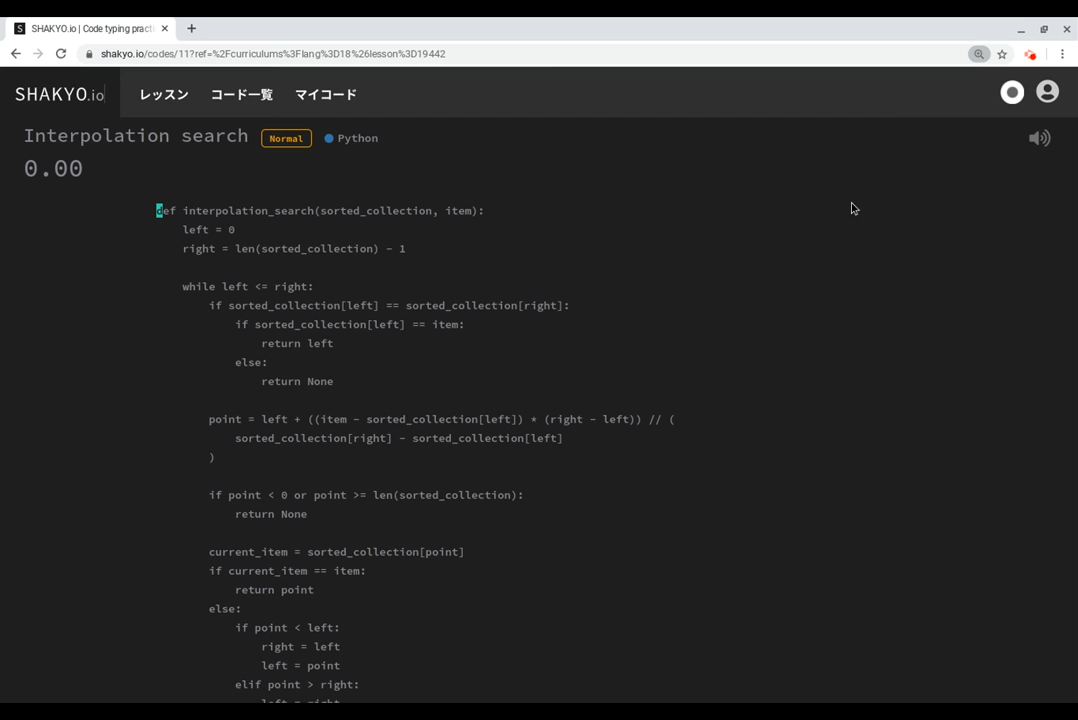 SHAKYO.io | Code typing practi
shakyo.io/codes/11?ref=%2Fcurriculums%3Flang%3D18%26lesson%3D19442
SHAKYO.io レッスン コード一覧 マイコード
Interpolation search Normal Python
0.00
def interpolation_search(sorted_collection, item):
    left = 0
    right = len(sorted_collection) - 1
    while left <= right:
        if sorted_collection[left] == sorted_collection[right]:
            if sorted_collection[left] == item:
                return left
            else:
                return None
        point = left + ((item - sorted_collection[left]) * (right - left)) // (
            sorted_collection[right] - sorted_collection[left]
        )
        if point < 0 or point >= len(sorted_collection):
            return None
        current_item = sorted_collection[point]
        if current_item == item:
            return point
        else:
            if point < left:
                right = left
                left = point
            elif point > right:
                left = right